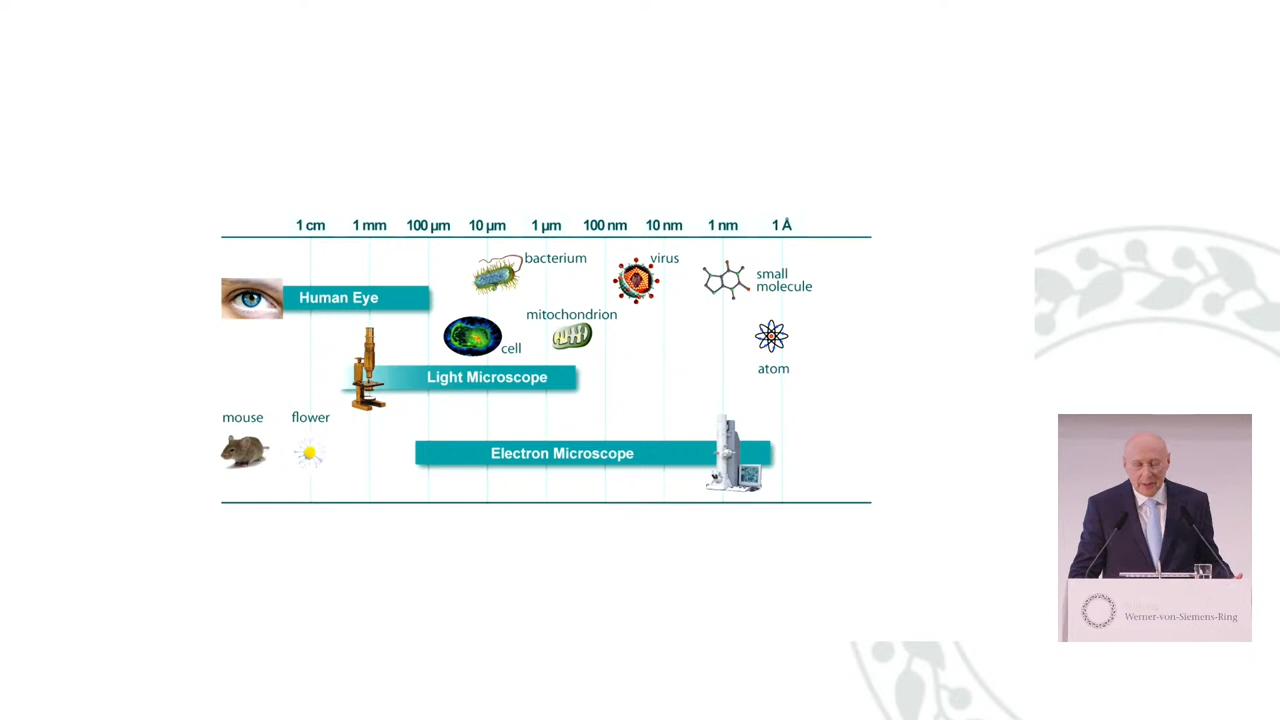 1 cm 1 mm 100 µm 10 µm 1 µm 100 nm 10 nm 1 nm 1 Å
bacterium
virus
small
molecule
Human Eye
mitochondrion
cell
atom
Light Microscope
mouse
flower
Electron Microscope
Werner-von-Siemens-Ring